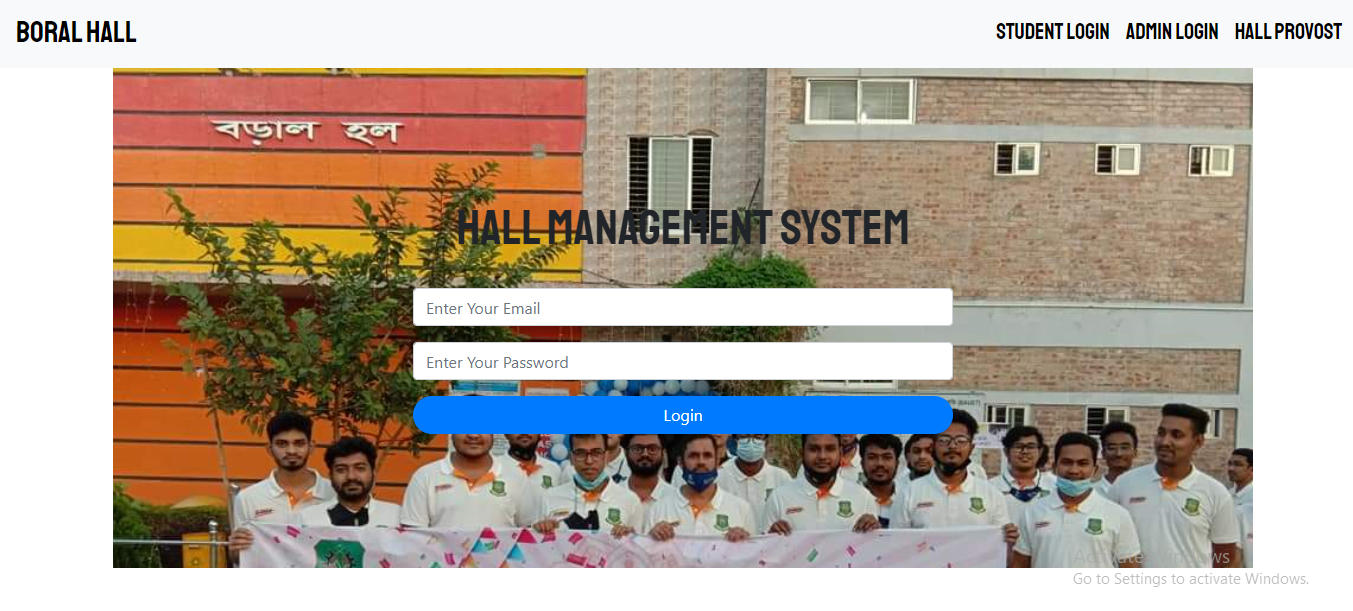 BORAL HALL
STUDENT LOGIN ADMIN LOGIN HALL PROVOST
বড়াল হল
HALL MANAGEMENT SYSTEM
Enter Your Email
Enter Your Password
Login
Activate Windows
Go to Settings to activate Windows.